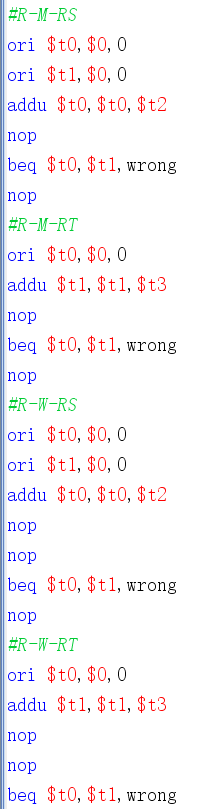 #R-M-RS
ori $t0,$0,0
ori $t1,$0,0
addu $t0,$t0,$t2
nop
beq $t0,$t1,wrong
nop
#R-M-RT
ori $t0,$0,0
addu $t1,$t1,$t3
nop
beq $t0,$t1,wrong
nop
#R-W-RS
ori $t0,$0,0
ori $t1,$0,0
addu $t0,$t0,$t2
nop
nop
beq $t0,$t1,wrong
nop
#R-W-RT
ori $t0,$0,0
addu $t1,$t1,$t3
nop
nop
beq $t0,$t1,wrong